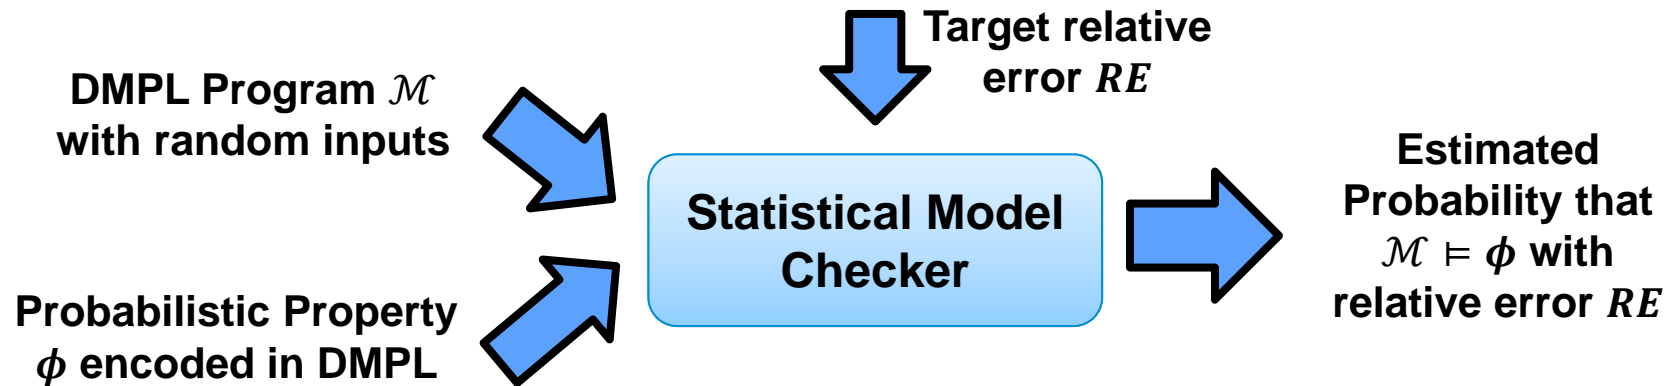 DMPL Program ℳ
with random inputs
Probabilistic Property
ϕ encoded in DMPL
Target relative
error RE
Statistical Model
Checker
Estimated
Probability that
ℳ ⊨ ϕ with
relative error RE